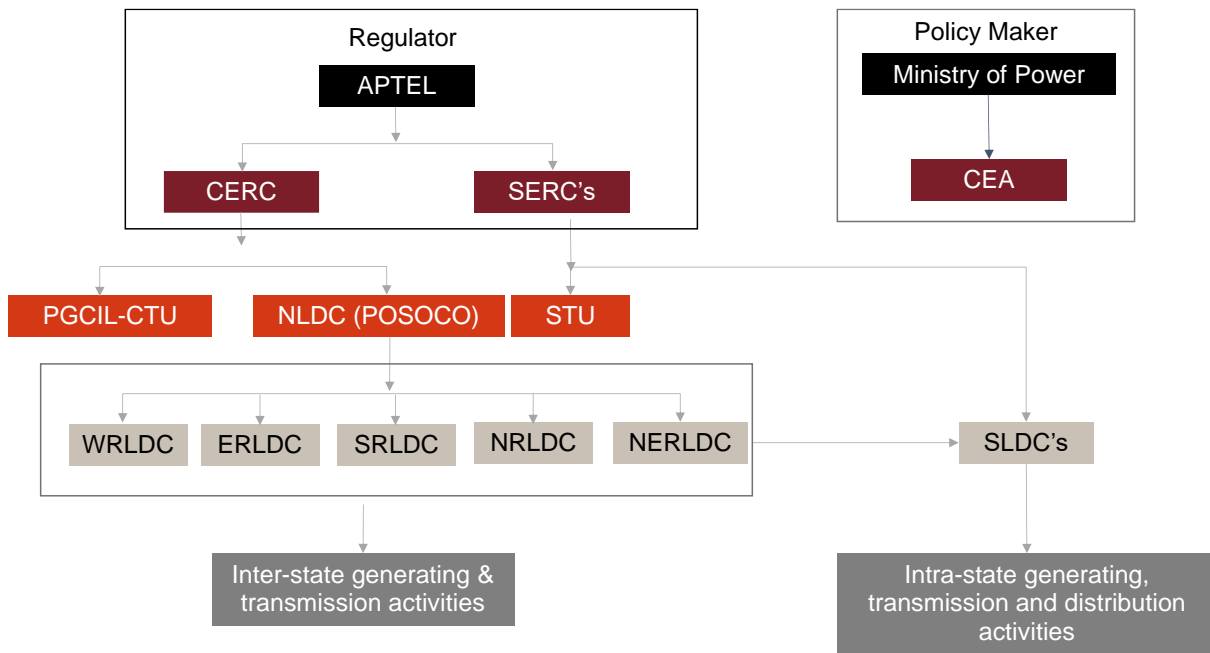 Regulator
APTEL
CERC
SERC's
Policy Maker
Ministry of Power
CEA
PGCIL-CTU
NLDC (POSOCO)
STU
WRLDC
ERLDC
SRLDC
NRLDC
NERLDC
SLDC's
Inter-state generating &
transmission activities
Intra-state generating,
transmission and distribution
activities